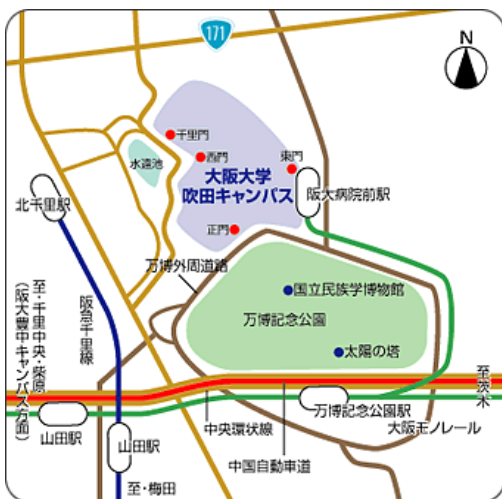 171
N
千里門
西門
東門
水遠池
大阪大学
吹田キャンパス
阪大病院前駅
北千里駅
正門
万博外周道路
国立民族学博物館
万博記念公園
至・千里中央・柴原
(阪大豊中キャンパス方面)
阪急千里線
太陽の塔
至茨木
万博記念公園駅
中央環状線
大阪モノレール
山田駅
山田駅
中国自動車道
至・梅田